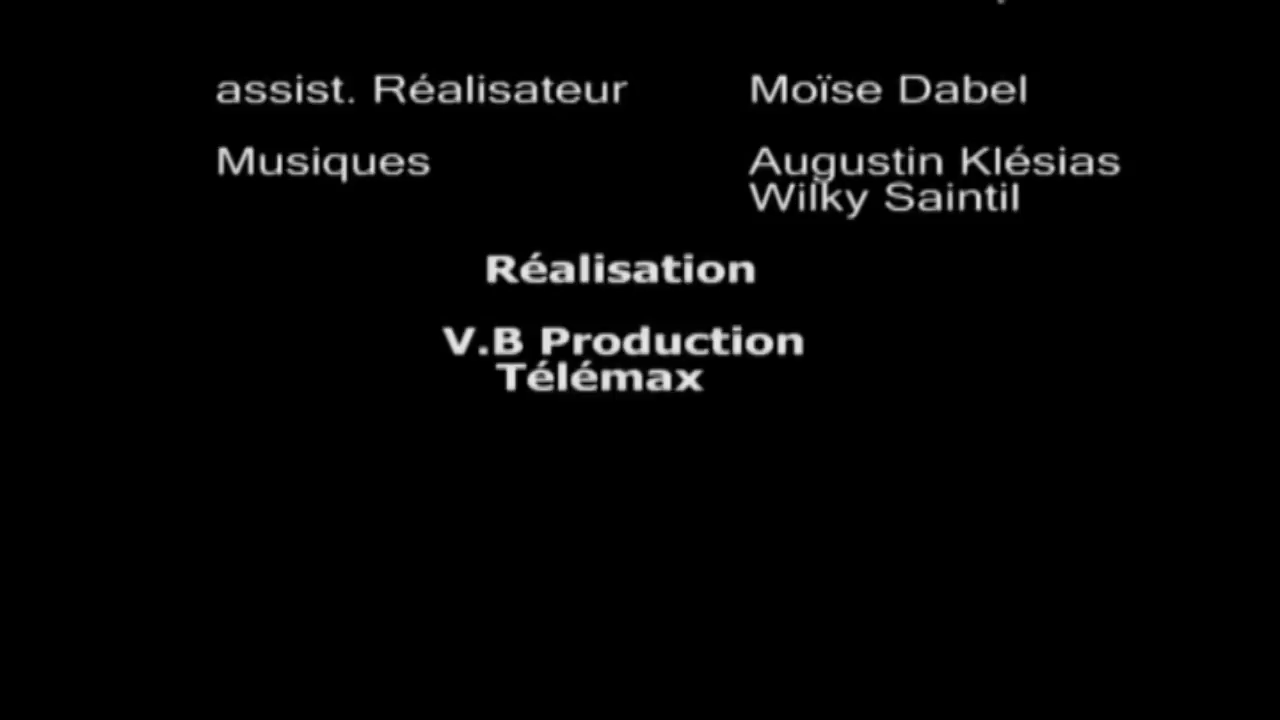 assist. Réalisateur Moïse Dabel
Musiques Augustin Klésias
Wilky Saintil
Réalisation
V.B Production
Télémax